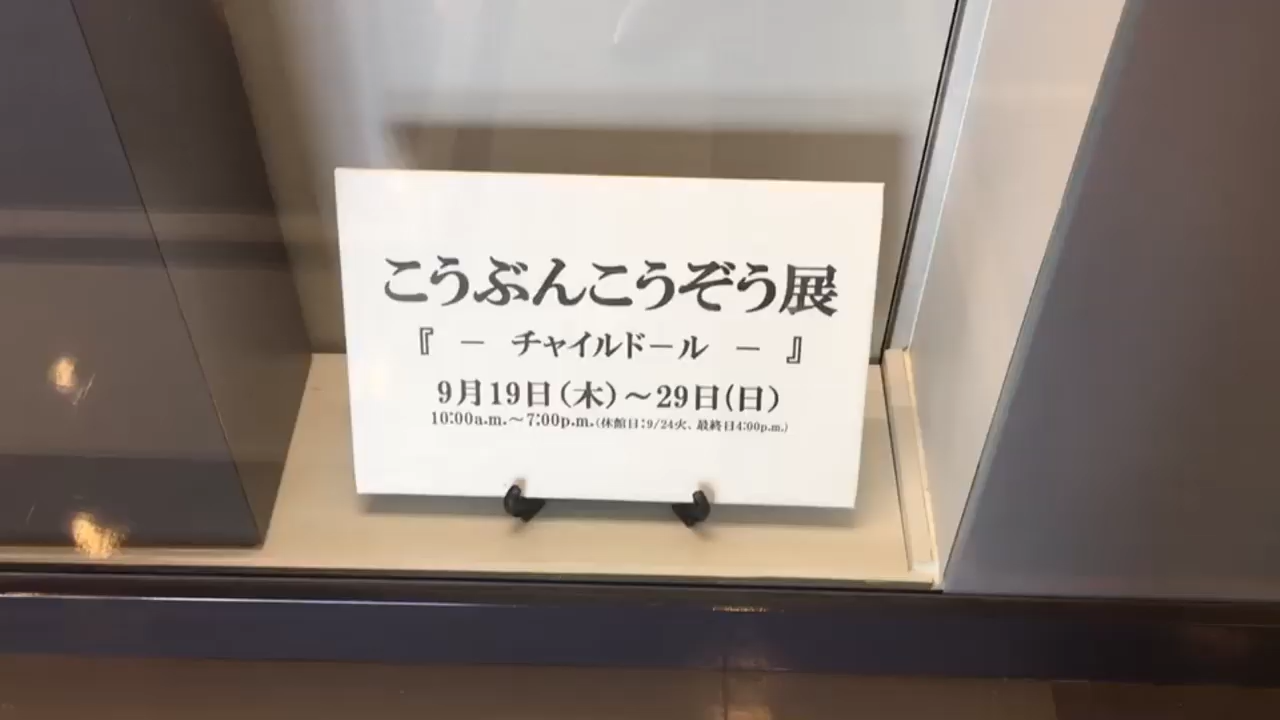 こうぶんこうぞう展
『 － チャイルドール － 』
9月19日(木)～29日(日)
10:00a.m.～7:00p.m.(休館日:9/24火、最終日4:00p.m.)